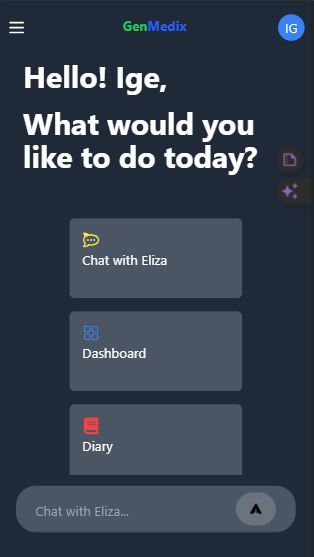 GenMedix
IG
Hello! Ige,
What would you
like to do today?
Chat with Eliza
Dashboard
Diary
Chat with Eliza...